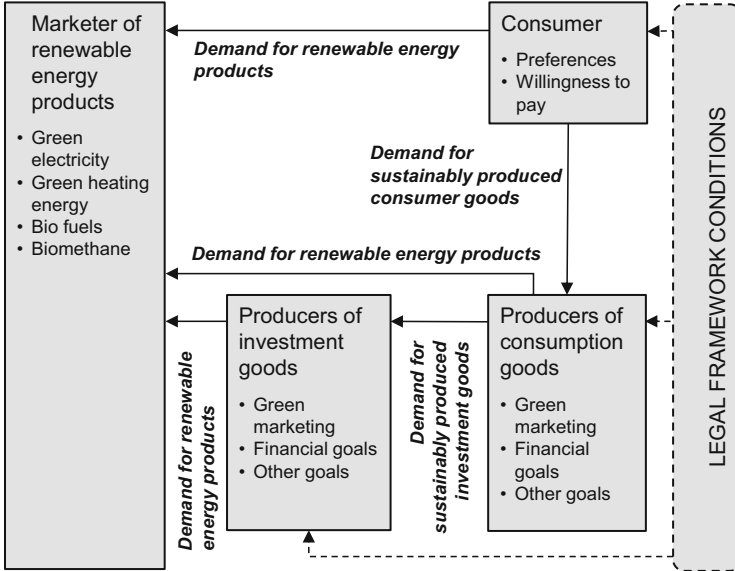 Marketer of
renewable
energy
products
• Green
electricity
• Green heating
energy
• Bio fuels
• Biomethane
Demand for renewable energy
products
Consumer
• Preferences
• Willingness to
pay
Demand for
sustainably produced
consumer goods
Demand for renewable energy products
Producers of
investment
goods
• Green
marketing
• Financial goals
• Other goals
Demand for renewable
energy products
Demand for
sustainably produced
investment goods
Producers of
consumption
goods
• Green
marketing
• Financial
goals
• Other goals
LEGAL FRAMEWORK CONDITIONS